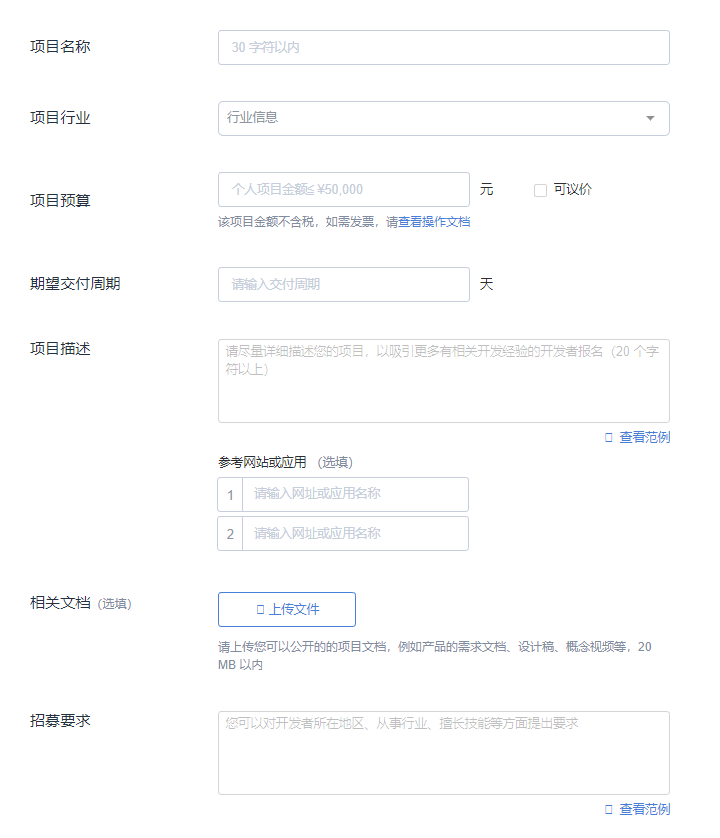 项目名称
30 字符以内
项目行业
行业信息
项目预算
个人项目金额≦ ¥50,000
元
可议价
该项目金额不含税，如需发票，请查看操作文档
期望交付周期
请输入交付周期
天
项目描述
请尽量详细描述您的项目，以吸引更多有相关开发经验的开发者报名（20 个字
符以上）
查看范例
参考网站或应用 （选填）
1 请输入网址或应用名称
2 请输入网址或应用名称
相关文档 （选填）
上传文件
请上传您可以公开的的项目文档，例如产品的需求文档、设计稿、概念视频等，20
MB 以内
招募要求
您可以对开发者所在地区、从事行业、擅长技能等方面提出要求
查看范例